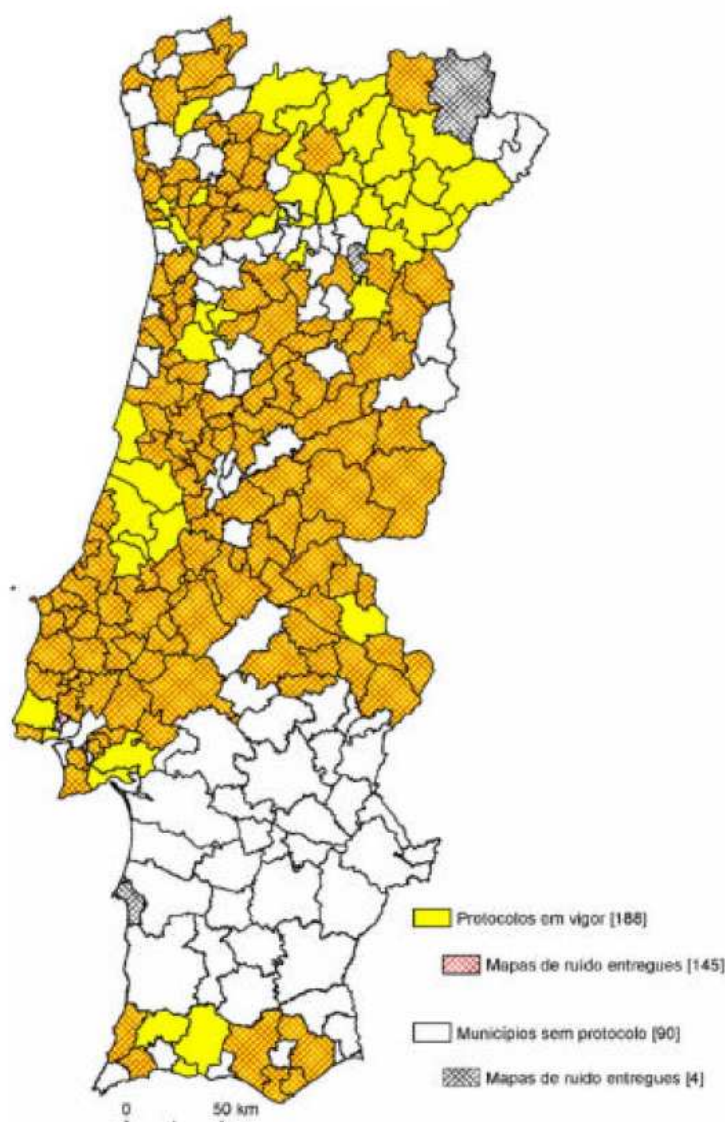 Protocolos em vigor [188]
Mapas de ruído entregues [145]
Municípios sem protocolo [90]
Mapas de ruído entregues [4]
0 50 km